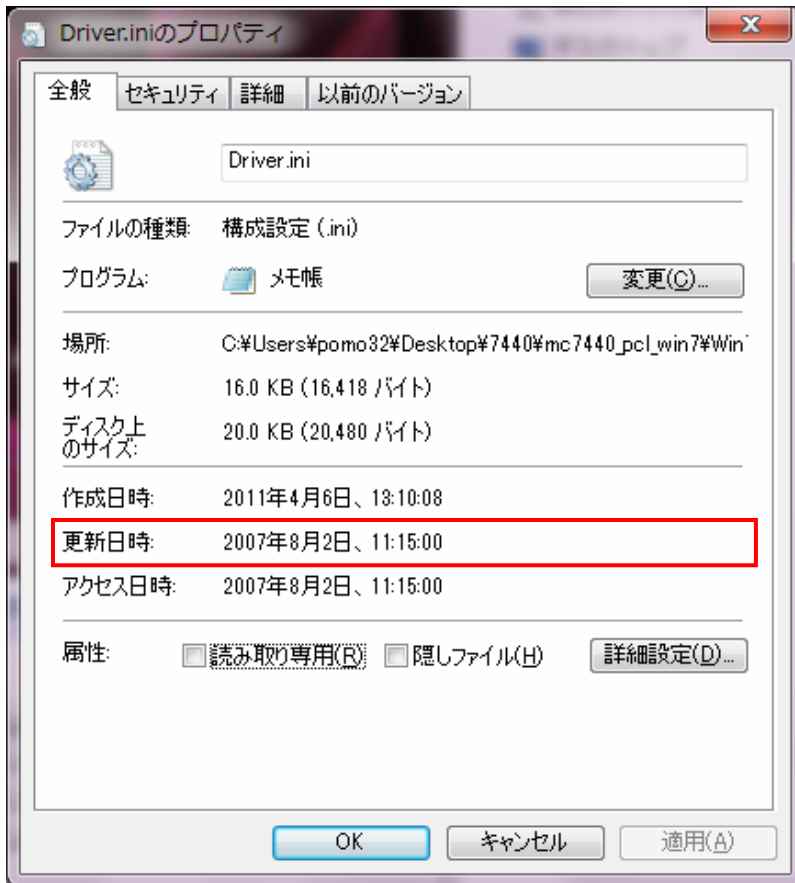 Driver.iniのプロパティ
全般 セキュリティ 詳細 以前のバージョン
Driver.ini
ファイルの種類: 構成設定 (.ini)
プログラム: メモ帳 変更(C)...
場所: C:¥Users¥pomo32¥Desktop¥7440¥mc7440_pcl_win7¥Win
サイズ: 16.0 KB (16,418 バイト)
ディスク上
のサイズ: 20.0 KB (20,480 バイト)
作成日時: 2011年4月6日、13:10:08
更新日時: 2007年8月2日、11:15:00
アクセス日時: 2007年8月2日、11:15:00
属性: 読み取り専用(R) 隠しファイル(H) 詳細設定(D)...
OK キャンセル 適用(A)